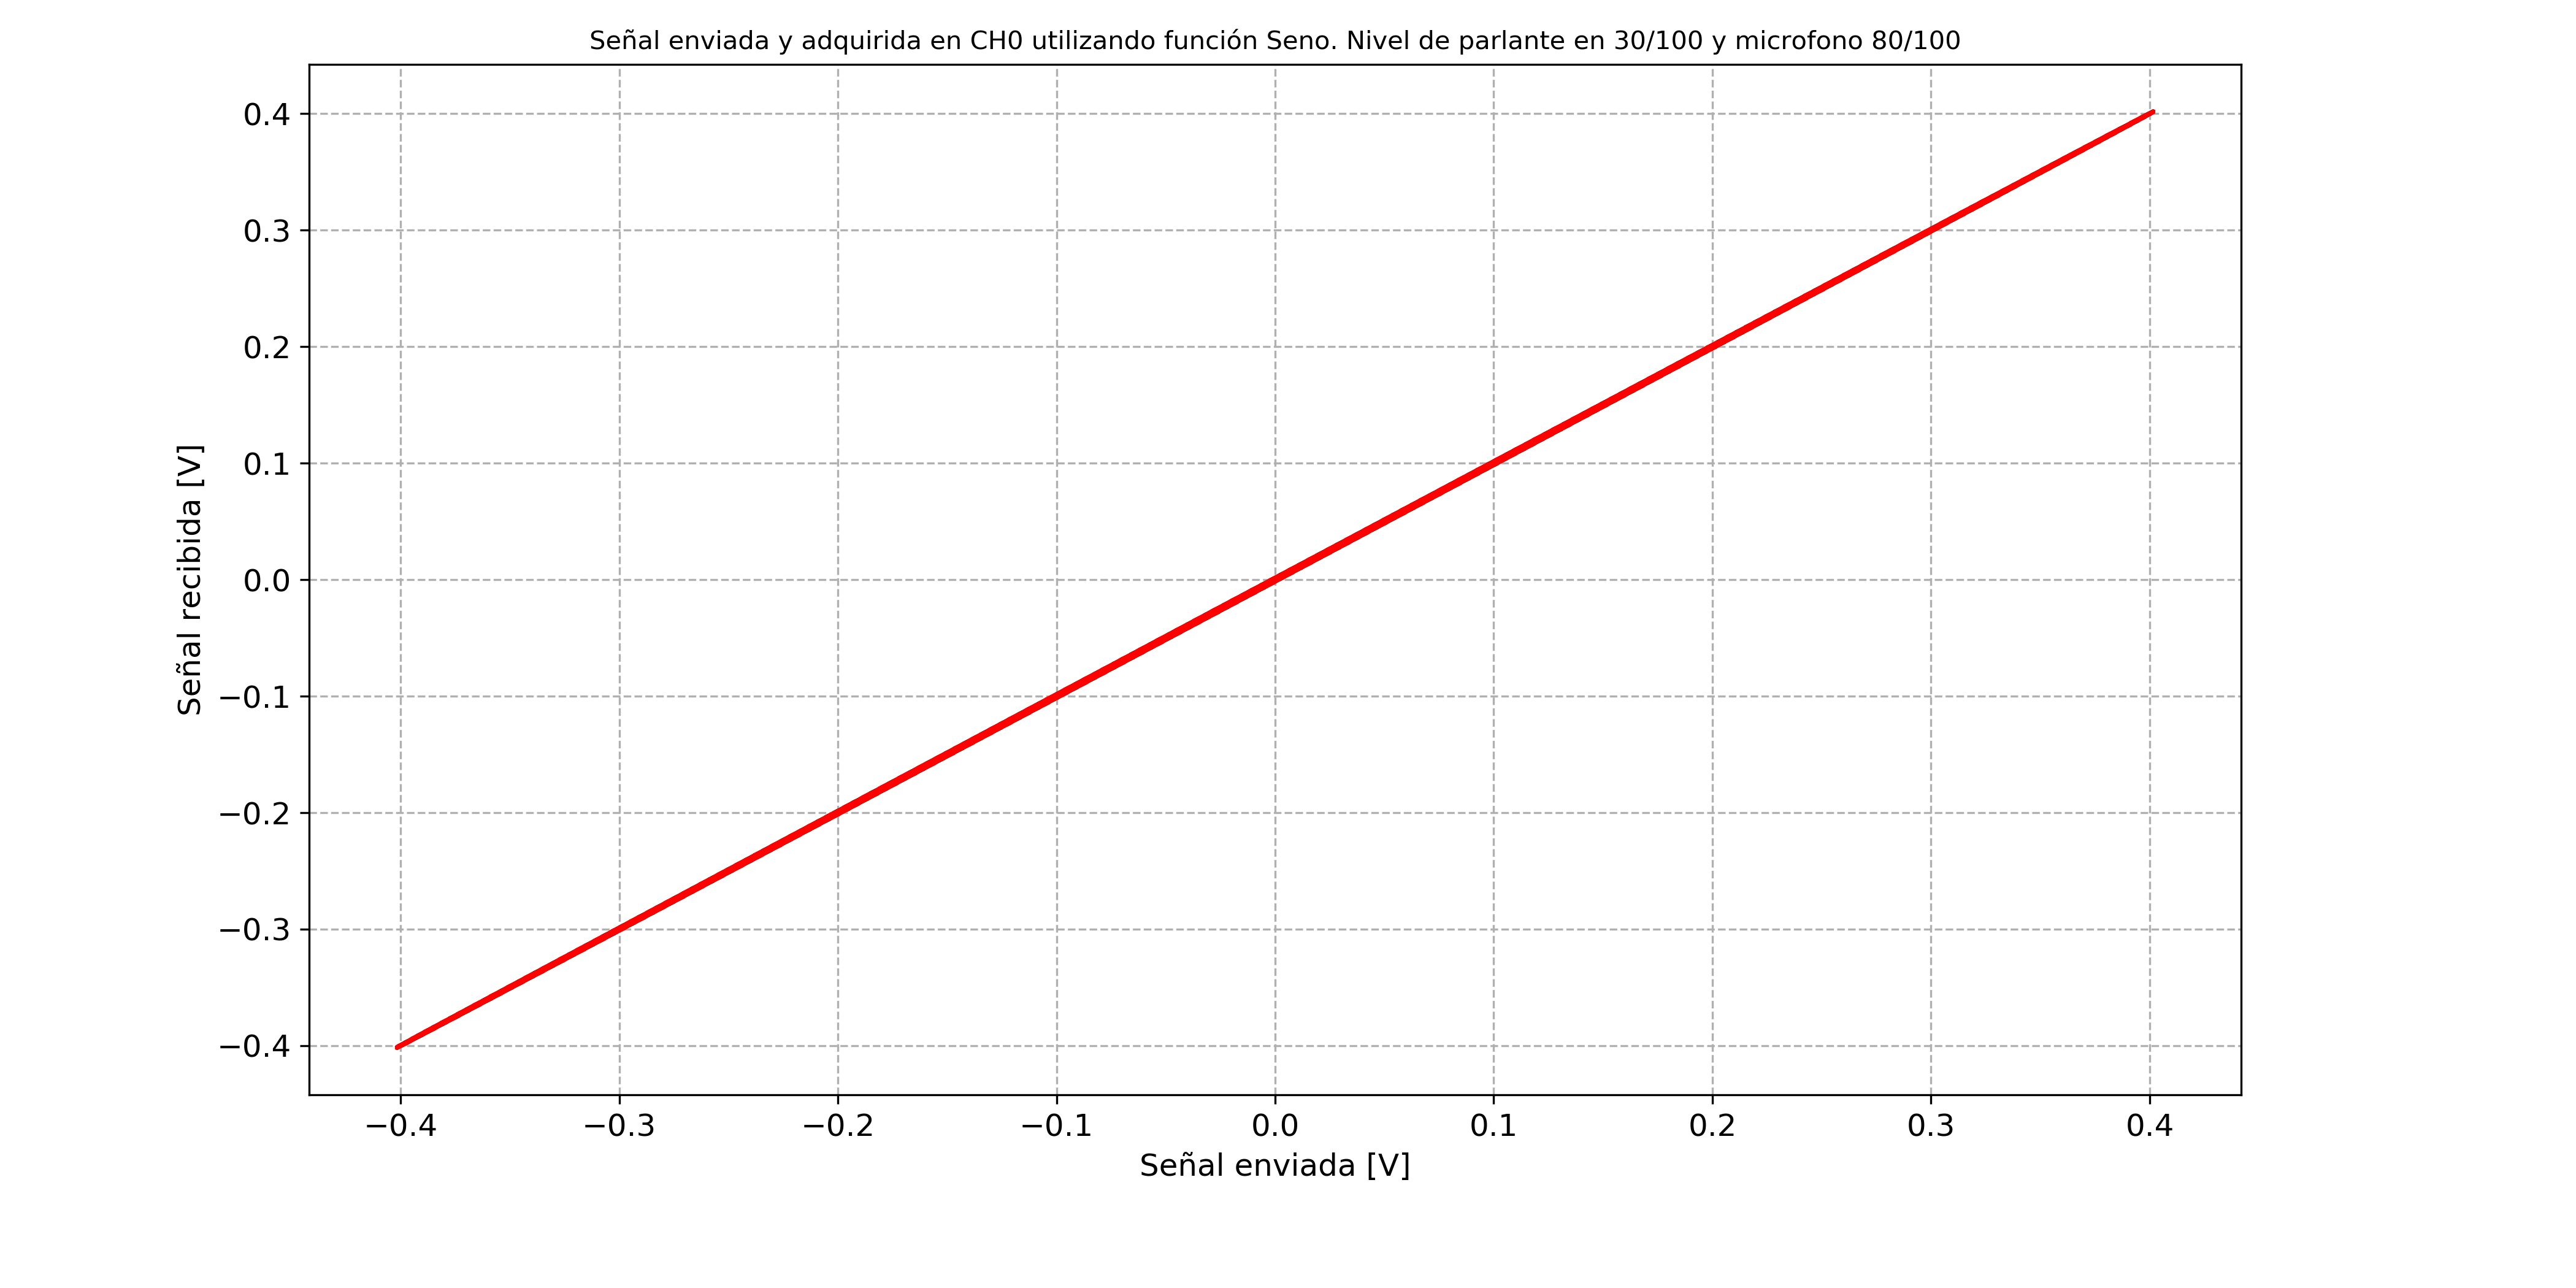 Señal enviada y adquirida en CH0 utilizando función Seno. Nivel de parlante en 30/100 y microfono 80/100
0.4
0.3
0.2
0.1
0.0
−0.1
−0.2
−0.3
−0.4
Señal recibida [V]
−0.4 −0.3 −0.2 −0.1 0.0 0.1 0.2 0.3 0.4
Señal enviada [V]